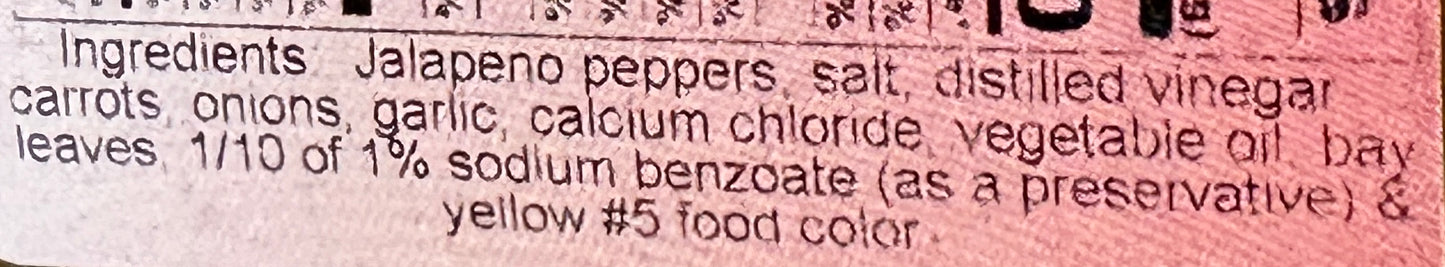 Ingredients: Jalapeno peppers, salt, distilled vinegar
carrots, onions, garlic, calcium chloride, vegetable oil, bay
leaves, 1/10 of 1% sodium benzoate (as a preservative) &
yellow #5 food color